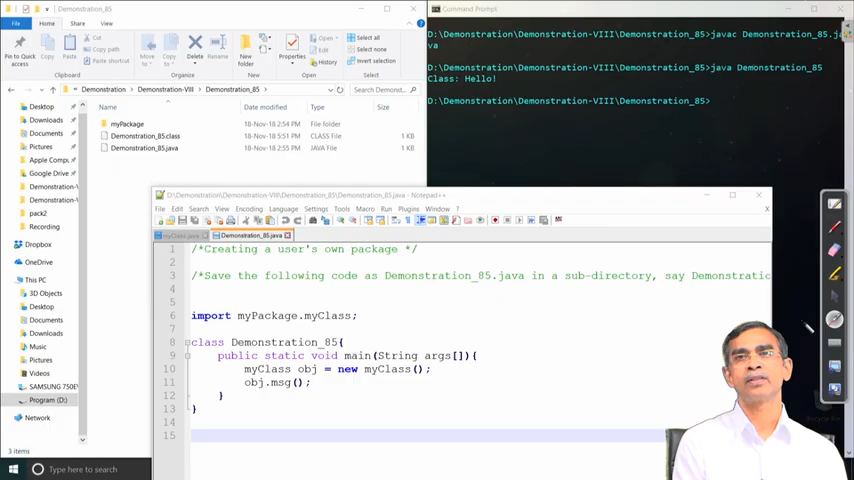 Demonstration_85
File
Home
Share
View
Pin to Quick access
Copy
Paste
Cut
Copy path
Paste shortcut
Move to
Copy to
Delete
Rename
New folder
Properties
Open
Edit
History
Select all
Select none
Invert selection
Clipboard
Organize
New
Open
Select
Demonstration > Demonstration-VIII > Demonstration_85 >
Search Demonst...
Name
Date modified
Type
Size
myPackage 18-Nov-18 2:54 PM File folder
Demonstration_85.class 18-Nov-18 5:51 PM CLASS File 1 KB
Demonstration_85.java 18-Nov-18 2:55 PM JAVA File 1 KB
Desktop
Downloads
Documents
Pictures
Apple Compu
Google Drive
Demonstration-
Demonstration-
pack2
Recording
Dropbox
OneDrive
This PC
3D Objects
Desktop
Documents
Downloads
Music
Pictures
Videos
SAMSUNG 750EV
Program (D:)
Network
3 items
Type here to search
Command Prompt
D:\Demonstration\Demonstration-VIII\Demonstration_85>javac Demonstration_85.ja
va
D:\Demonstration\Demonstration-VIII\Demonstration_85>java Demonstration_85
Class: Hello!
D:\Demonstration\Demonstration-VIII\Demonstration_85>
D:\Demonstration\Demonstration-VIII\Demonstration_85\Demonstration_85.java - Notepad++
File Edit Search View Encoding Language Settings Tools Macro Run Plugins Window ?
X
myClass.java
Demonstration_85.java
1 /*Creating a user's own package */
2
3 /*Save the following code as Demonstration_85.java in a sub-directory, say Demonstratio
4
5
6 import myPackage.myClass;
7
8 class Demonstration_85{
9 public static void main(String args[]){
10 myClass obj = new myClass();
11 obj.msg();
12 }
13 }
14
15